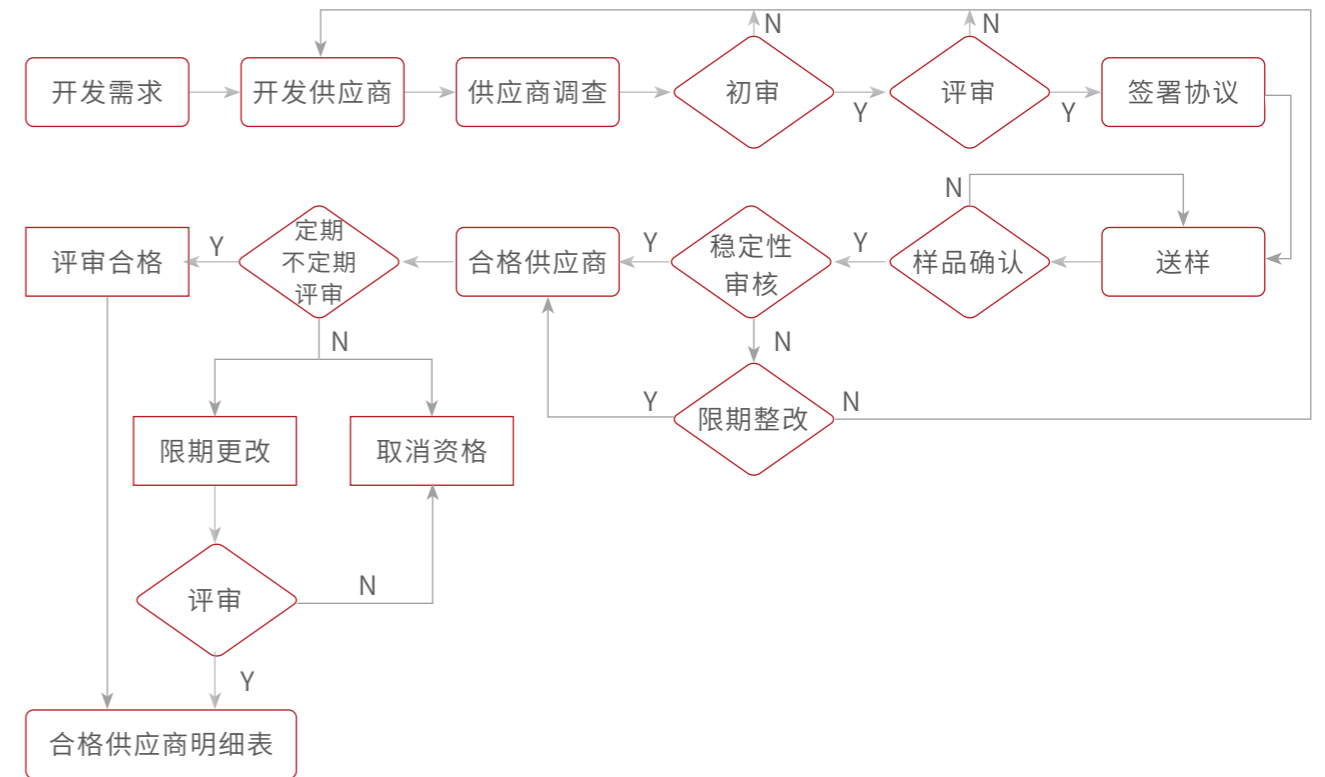 N
N
开发需求
开发供应商
供应商调查
初审
Y
评审
Y
签署协议
N
评审合格
Y
定期
不定期
评审
合格供应商
Y
稳定性
审核
Y
样品确认
送样
N
N
Y
限期整改
N
限期更改
取消资格
评审
N
Y
合格供应商明细表